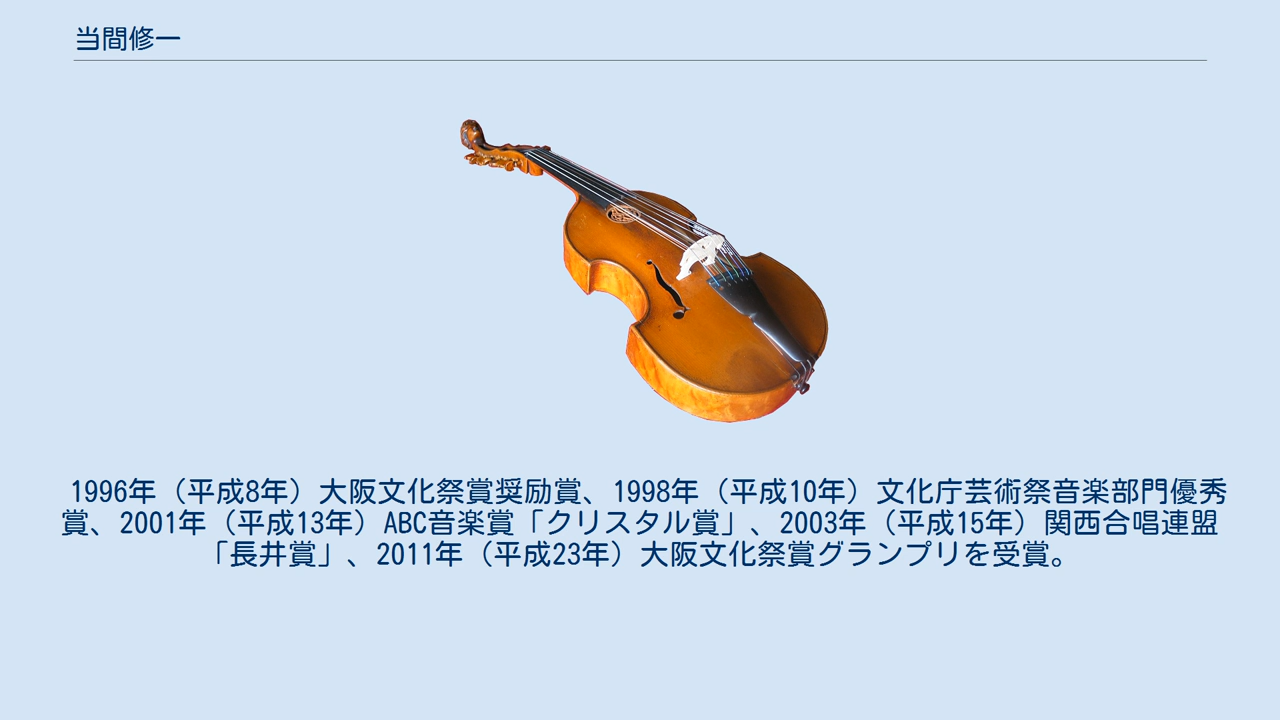 当間修一
1996年（平成8年）大阪文化祭賞奨励賞、1998年（平成10年）文化庁芸術祭音楽部門優秀
賞、2001年（平成13年）ABC音楽賞「クリスタル賞」、2003年（平成15年）関西合唱連盟
「長井賞」、2011年（平成23年）大阪文化祭賞グランプリを受賞。